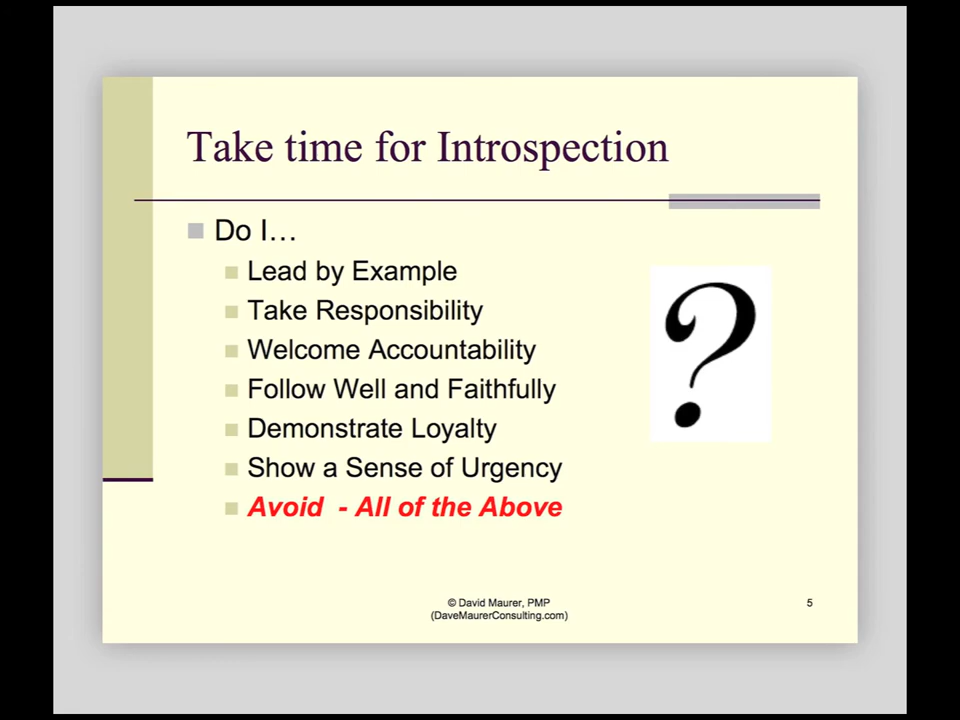 Take time for Introspection
Do I…
Lead by Example
Take Responsibility
Welcome Accountability
Follow Well and Faithfully
Demonstrate Loyalty
Show a Sense of Urgency
Avoid - All of the Above
?
© David Maurer, PMP
(DaveMaurerConsulting.com)
5